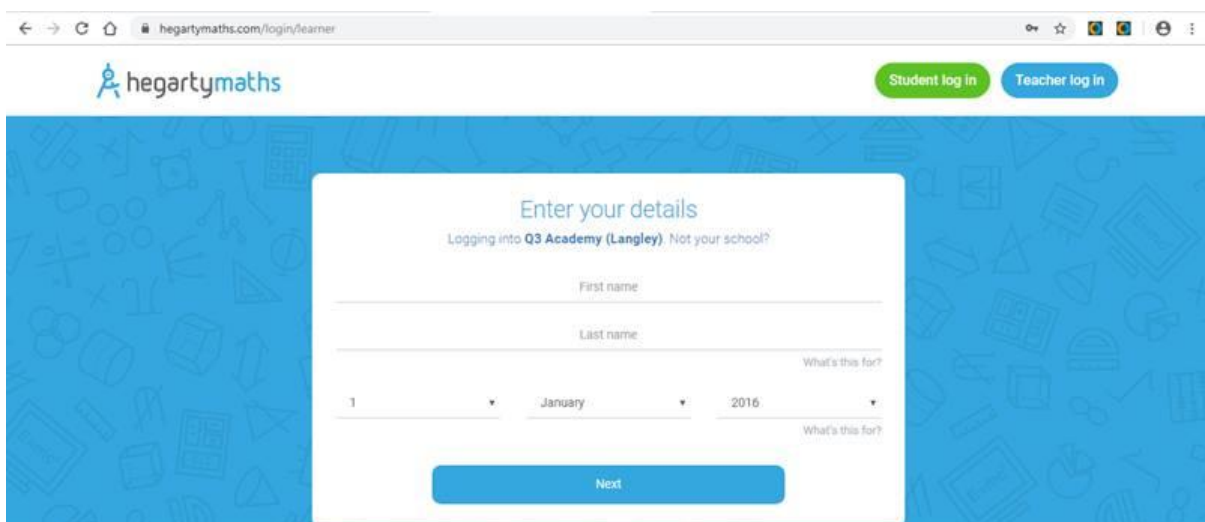 hegartymaths.com/login/learner
hegartymaths
Student log in
Teacher log in
Enter your details
Logging into Q3 Academy (Langley). Not your school?
First name
Last name
What's this for?
1 January 2016
What's this for?
Next